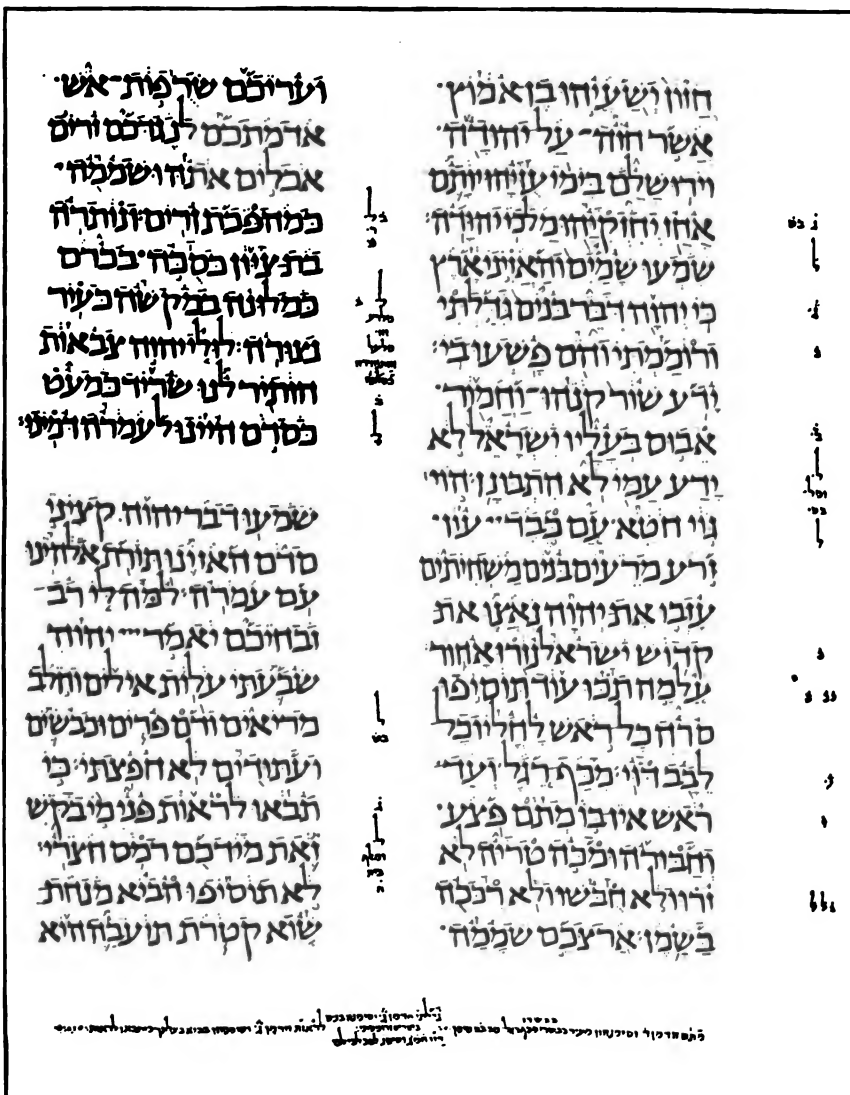 חזון ישעיהו בן אמוץ·
אשר חזה־ על יהודה·
וירושלם בימי עזיהו יותם
אחז יחזקיהו מלכי יהודה׃
שמעו שמים והאזיני ארץ
כי יהוה דבר בנים גדלתי
ורוממתי והם פשעו בי׃
ידע שור קנהו־ וחמור·
אבוס בעליו ישראל לא
ידע עמי לא התבונן׃ הוי·
גוי חטא עם כבד־ עון·
זרע מרעים בנים משחיתים
עזבו את יהוה נאצו את
קדוש ישראל נזרו אחור
על מה תכו עוד תוסיפו
סרה כל ראש לחלי וכל
לבב דוי׃ מכף רגל ועד־
ראש אין בו מתם פצע·
וחבורה ומכה טריה לא
זרו ולא חבשו ולא רככה
בשמן׃ ארצכם שממה·
ועריכם שרפות־ אש·
אדמתכם לנגדכם זרים
אכלים אתה ושממה·
כמהפכת זרים׃ ונותרה
בת ציון כסכה־ בכרם
כמלונה במקשה כעיר
נצורה׃ לולי יהוה צבאות
הותיר לנו שריד כמעט
כסדם היינו לעמרה דמינו׃
שמעו דבר יהוה קציני
סדם האזינו תורת אלהינו
עם עמרה׃ למה לי רב־
זבחיכם יאמר־ יהוה
שבעתי עלות אילים וחלב
מריאים ודם פרים וכבשים
ועתודים לא חפצתי׃ כי
תבאו לראות פני מי בקש
זאת מידכם רמס חצרי׃
לא תוסיפו הביא מנחת־
שוא קטרת תועבה היא